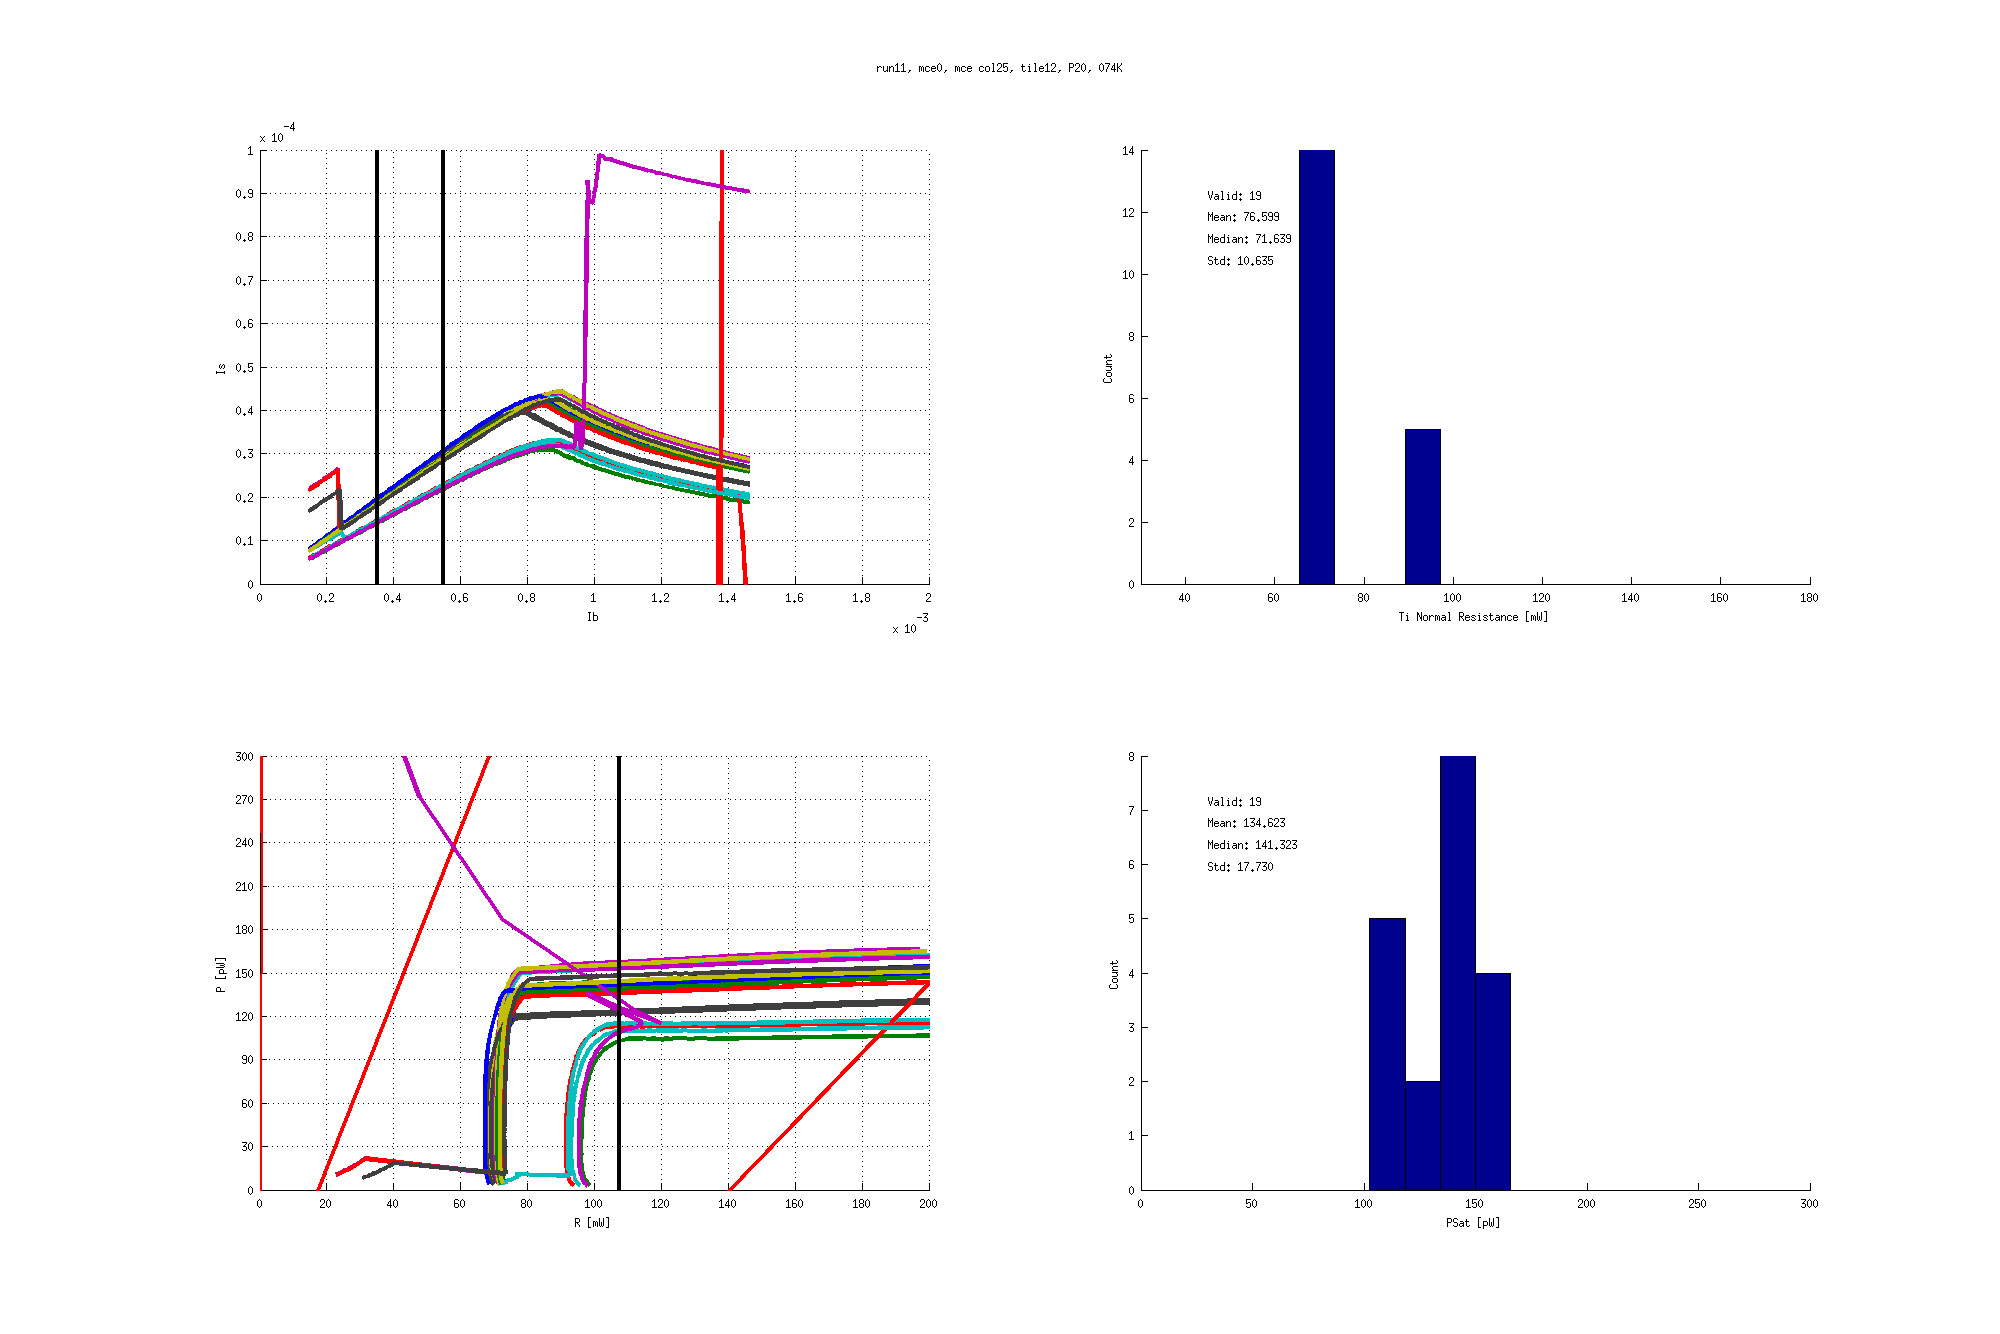 run11, mce0, mce col25, tile12, P20, 074K
x 10 -4
1
0.9
0.8
0.7
0.6
0.5
0.4
0.3
0.2
0.1
0
Is
0 0.2 0.4 0.6 0.8 1 1.2 1.4 1.6 1.8 2
Ib
x 10 -3
14
12
10
8
6
4
2
0
Count
Valid: 19
Mean: 76.599
Median: 71.639
Std: 10.635
40 60 80 100 120 140 160 180
Ti Normal Resistance [mW]
300
270
240
210
180
150
120
90
60
30
0
P [pW]
0 20 40 60 80 100 120 140 160 180 200
R [mW]
8
7
6
5
4
3
2
1
0
Count
Valid: 19
Mean: 134.623
Median: 141.323
Std: 17.730
0 50 100 150 200 250 300
PSat [pW]